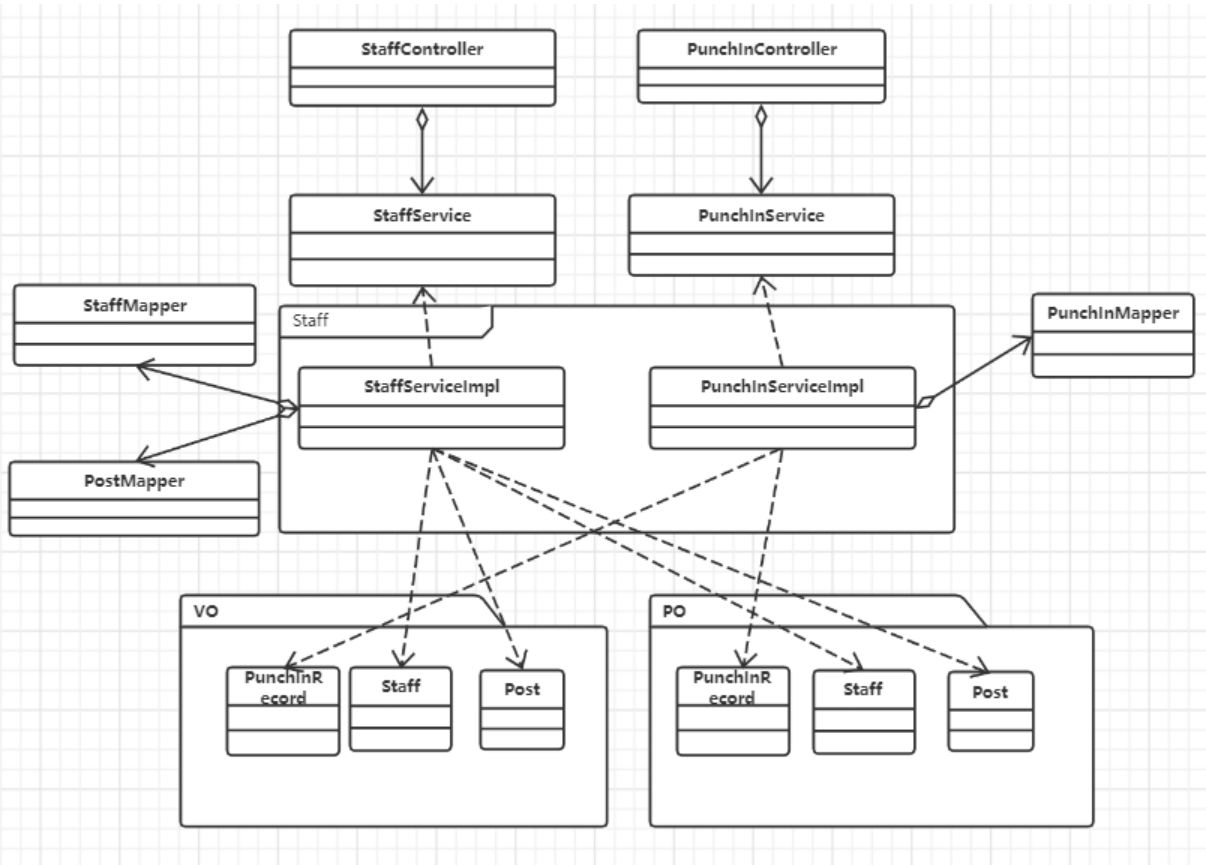 StaffController
PunchInController
StaffService
PunchInService
StaffMapper
Staff
PunchInMapper
StaffServiceImpl
PunchInServiceImpl
PostMapper
VO
PO
PunchInR
ecord
Staff
Post
PunchInR
ecord
Staff
Post